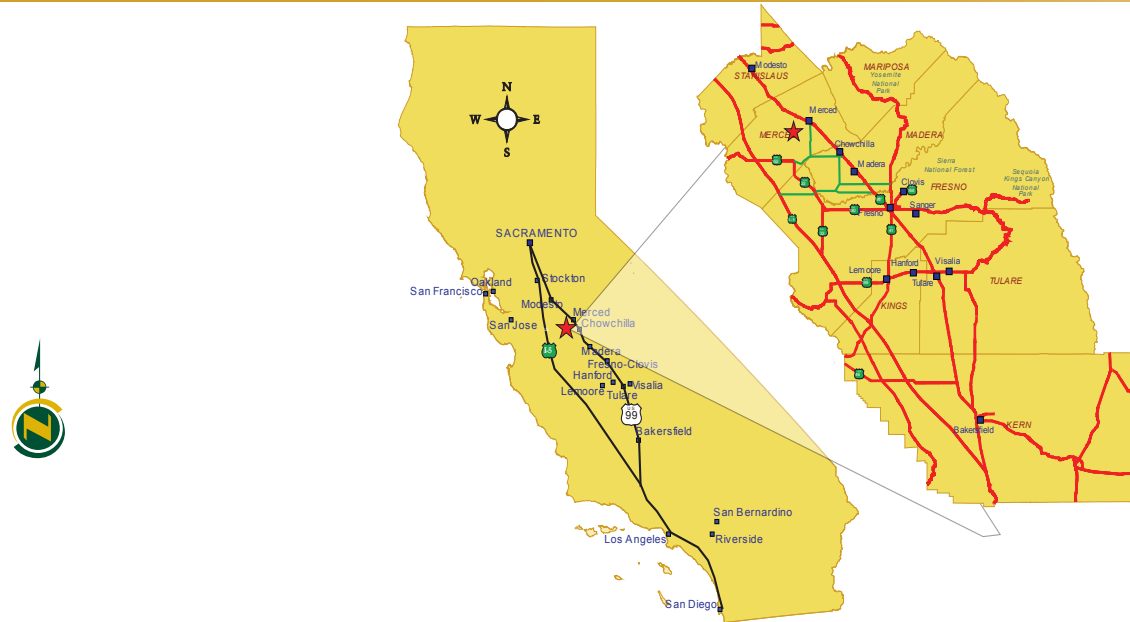 N
W
E
S
SACRAMENTO
Stockton
Oakland
San Francisco
Modesto
Merced
Chowchilla
San Jose
Madera
Fresno-Clovis
Hanford
Visalia
Lemoore
Tulare
99
Bakersfield
San Bernardino
Los Angeles
Riverside
San Diego
Modesto
STANISLAUS
MARIPOSA
Yosemite
National
Park
Merced
MERCED
MADERA
Chowchilla
Madera
Sierra
National Forest
Sequoia
Kings Canyon
National
Park
Clovis
FRESNO
Sanger
Fresno
Hanford
Visalia
Lemoore
Tulare
TULARE
KINGS
Bakersfield
KERN
N